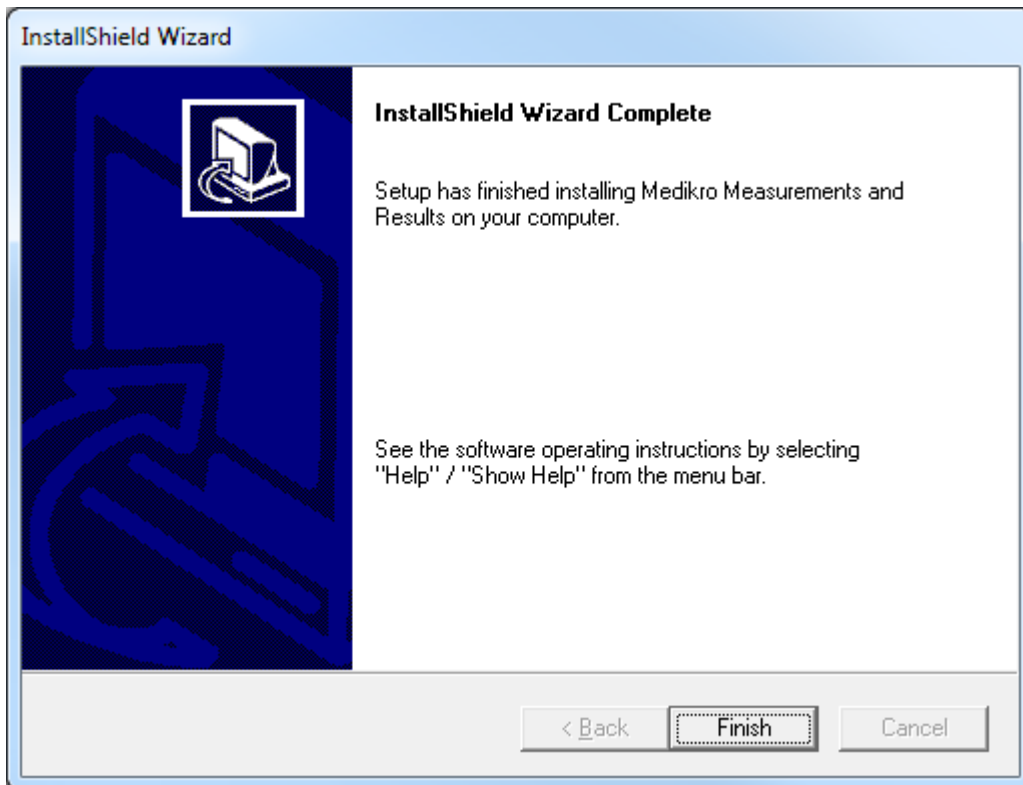 InstallShield Wizard
InstallShield Wizard Complete
Setup has finished installing Medikro Measurements and
Results on your computer.
See the software operating instructions by selecting
"Help" / "Show Help" from the menu bar.
< Back
Finish
Cancel